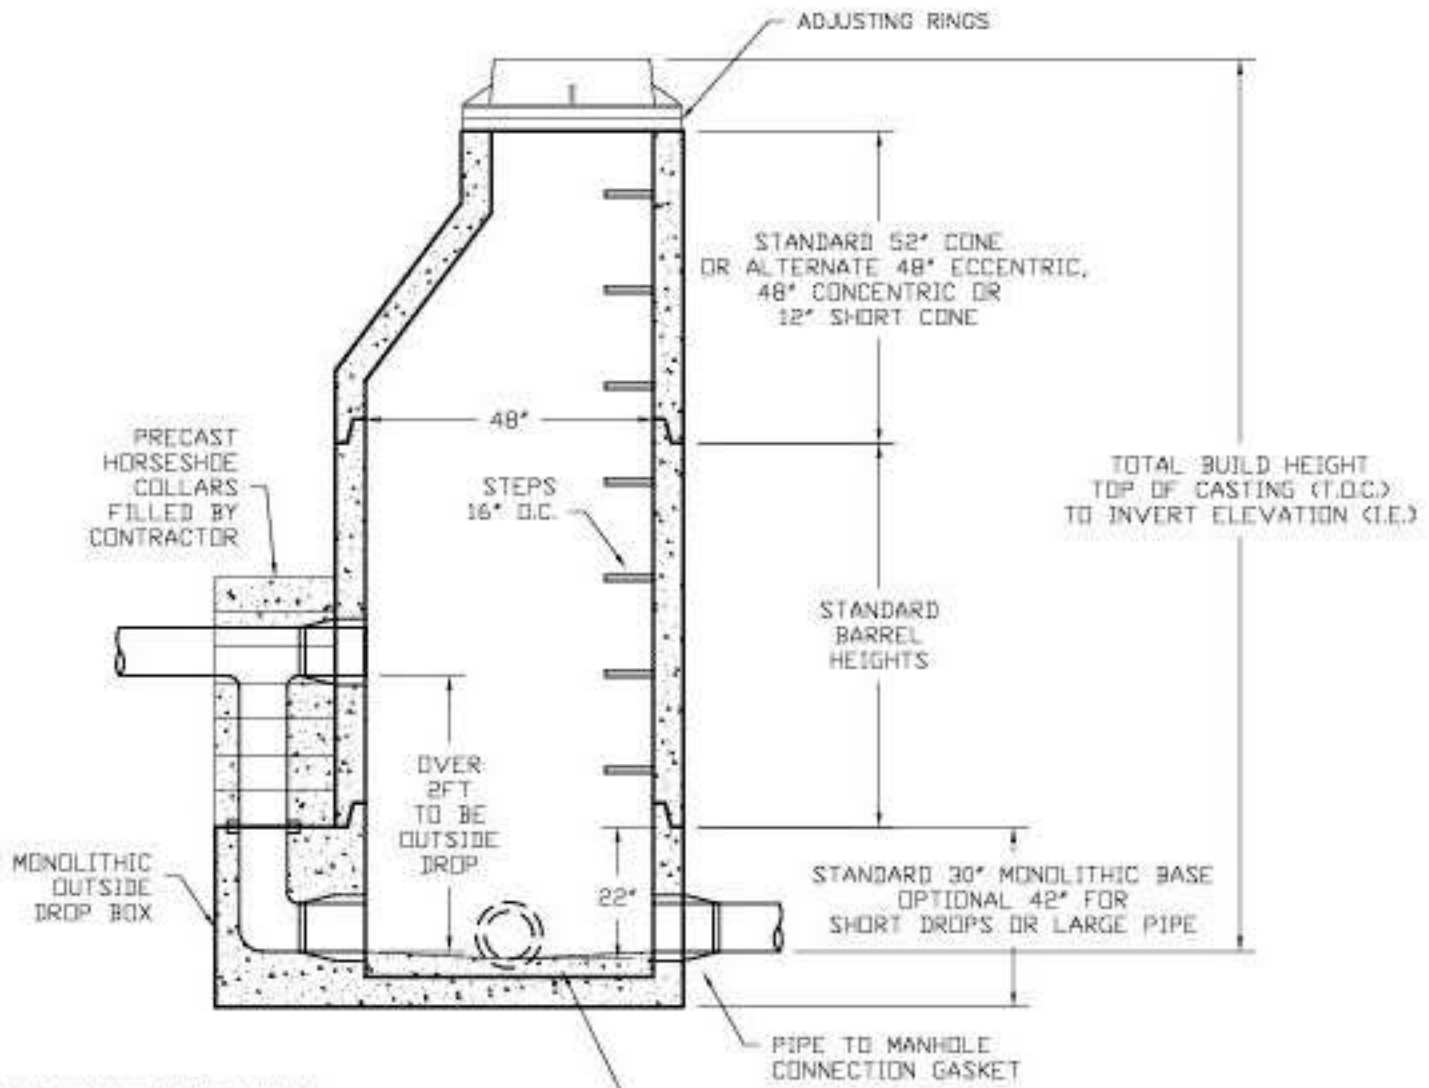 ADJUSTING RINGS
STANDARD 52" CONE
OR ALTERNATE 48" ECCENTRIC,
48" CONCENTRIC OR
12" SHORT CONE
48"
PRECAST
HORSESHOE
COLLARS
FILLED BY
CONTRACTOR
STEPS
16" O.C.
TOTAL BUILD HEIGHT
TOP OF CASTING (T.O.C.)
TO INVERT ELEVATION (I.E.)
STANDARD
BARREL
HEIGHTS
OVER
2FT
TO BE
OUTSIDE
DROP
MONOLITHIC
OUTSIDE
DROP BOX
22"
STANDARD 30" MONOLITHIC BASE
OPTIONAL 42" FOR
SHORT DROPS OR LARGE PIPE
PIPE TO MANHOLE
CONNECTION GASKET